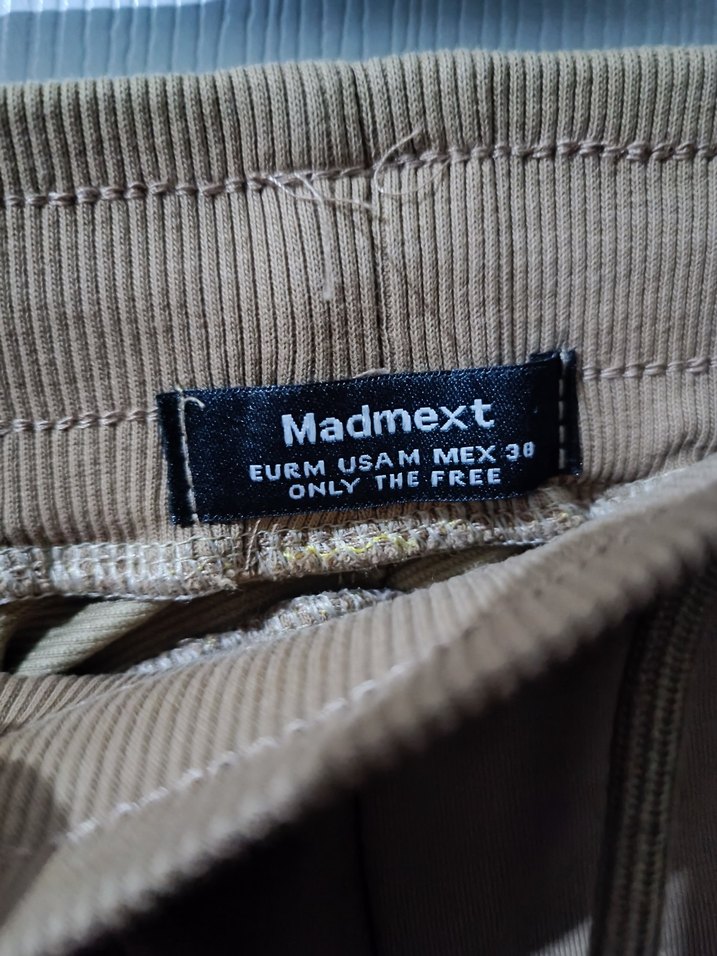 Madmext
EURM USAM MEX 38
ONLY THE FREE